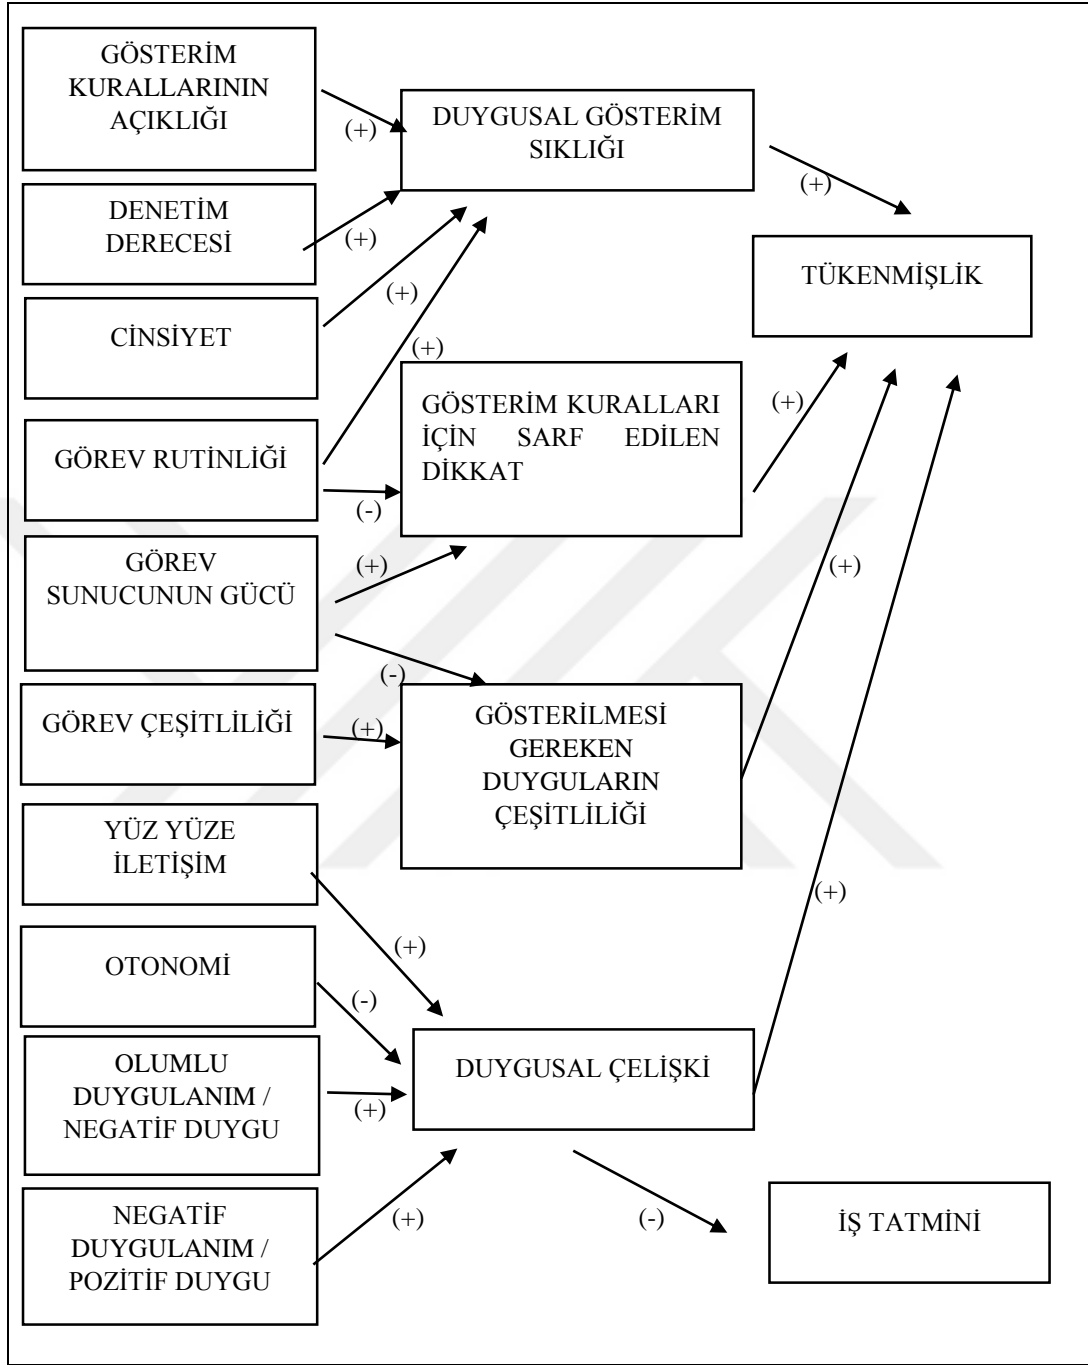 GÖSTERİM
KURALLARININ
AÇIKLIĞI
(+)
DUYGUSAL GÖSTERİM
SIKLIĞI
(+)
DENETİM
DERECESİ
(+)
TÜKENMİŞLİK
CİNSİYET
(+)
(+)
GÖREV RUTİNLİĞİ
(-)
GÖSTERİM KURALLARI
İÇİN SARF EDİLEN
DİKKAT
(+)
GÖREV
SUNUCUNUN GÜCÜ
(+)
(-)
(+)
GÖREV ÇEŞİTLİLİĞİ
(+)
GÖSTERİLMESİ
GEREKEN
DUYGULARIN
ÇEŞİTLİLİĞİ
YÜZ YÜZE
İLETİŞİM
(+)
(+)
OTONOMİ
(-)
OLUMLU
DUYGULANIM /
NEGATİF DUYGU
(+)
DUYGUSAL ÇELİŞKİ
NEGATİF
DUYGULANIM /
POZİTİF DUYGU
(+)
(-)
İŞ TATMİNİ